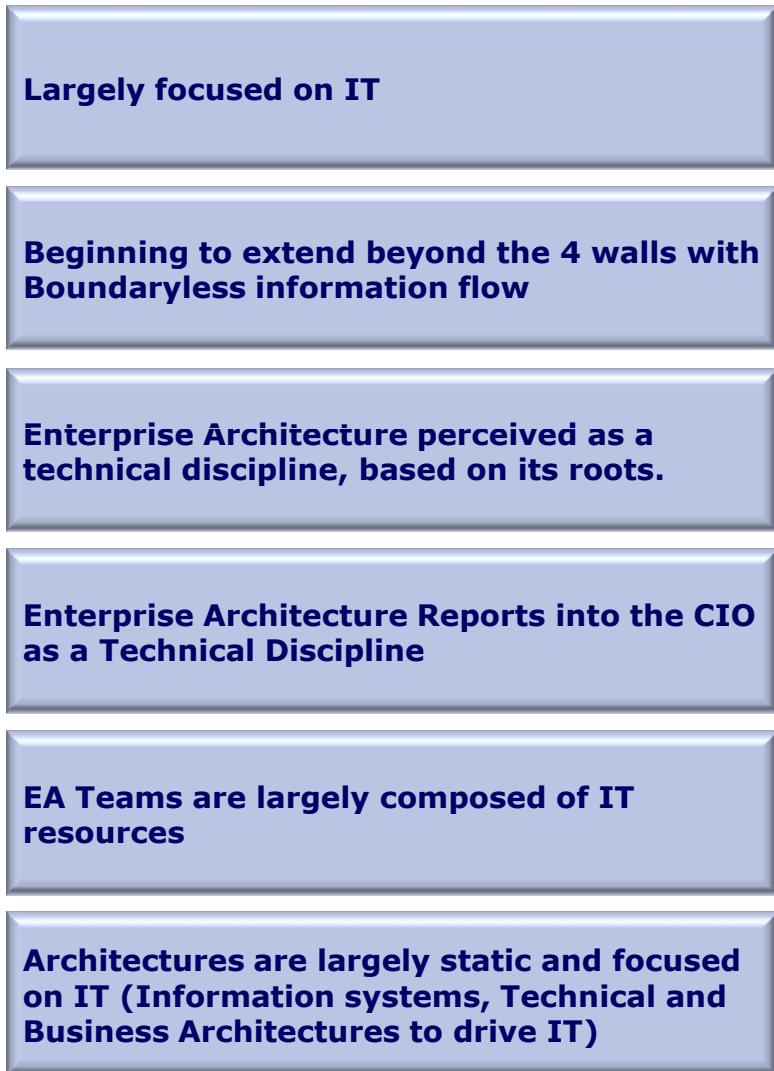 Largely focused on IT
Beginning to extend beyond the 4 walls with
Boundaryless information flow
Enterprise Architecture perceived as a
technical discipline, based on its roots.
Enterprise Architecture Reports into the CIO
as a Technical Discipline
EA Teams are largely composed of IT
resources
Architectures are largely static and focused
on IT (Information systems, Technical and
Business Architectures to drive IT)